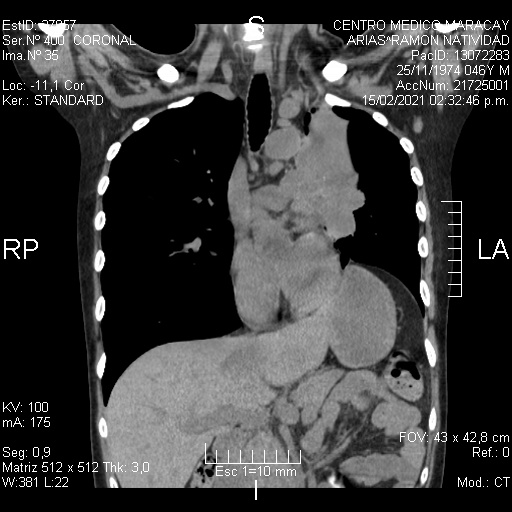 EstID: 37957
Ser.Nº 400 CORONAL
Ima.Nº 35
Loc: -11,1 Cor
Ker.: STANDARD
S
CENTRO MEDICO MARACAY
ARIAS^RAMON NATIVIDAD
PacID: 13072283
25/11/1974 046Y M
AccNum: 21725001
15/02/2021 02:32:46 p.m.
RP
LA
KV: 100
mA: 175
Seg: 0,9
Matriz 512 x 512 Thk: 3,0
W:381 L:22
Esc 1=10 mm
I
FOV: 43 x 42,8 cm
Ref.: 0
Mod.: CT